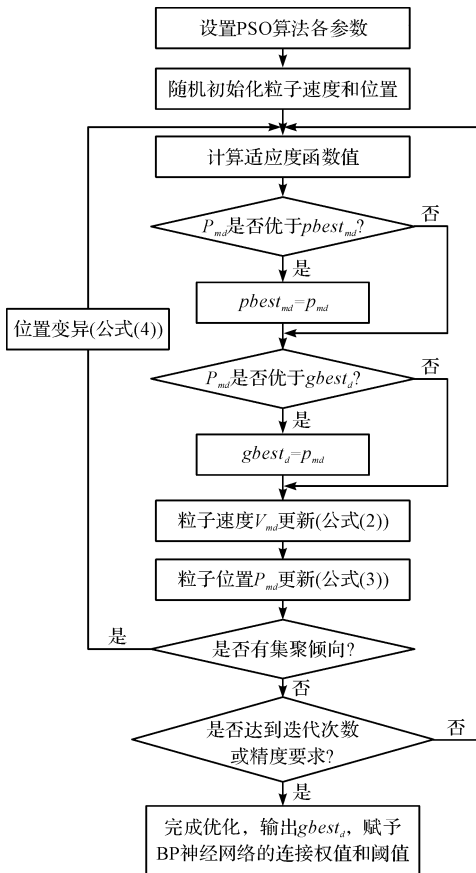 设置PSO算法各参数
随机初始化粒子速度和位置
计算适应度函数值
P_md是否优于pbest_md?
否
是
pbest_md=p_md
位置变异(公式(4))
P_md是否优于gbest_d?
否
是
gbest_d=p_md
粒子速度V_md更新(公式(2))
粒子位置P_md更新(公式(3))
是
是否有集聚倾向?
否
是否达到迭代次数
或精度要求?
否
是
完成优化，输出gbest_d，赋予
BP神经网络的连接权值和阈值